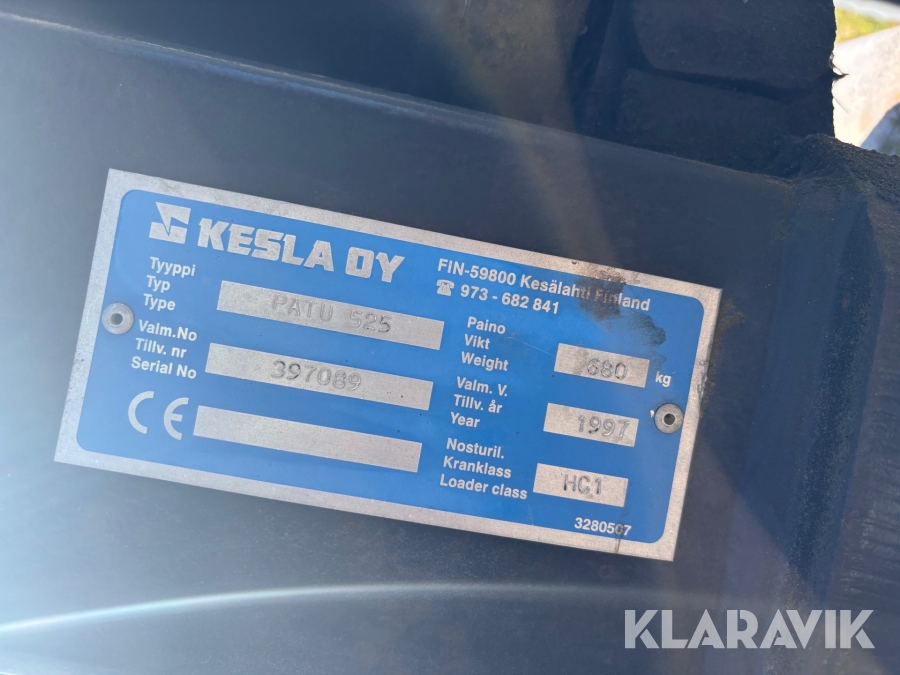 KESLA OY
FIN-59800 Kesälahti Finland
☎ 973 - 682 841
Tyyppi
Typ
Type
PATU 525
Valm.No
Tillv. nr
Serial No
397089
CE
Paino
Vikt
Weight
680 kg
Valm. V.
Tillv. år
Year
1997
Nosturil.
Kranklass
Loader class
HC1
3280507
KLARAVIK